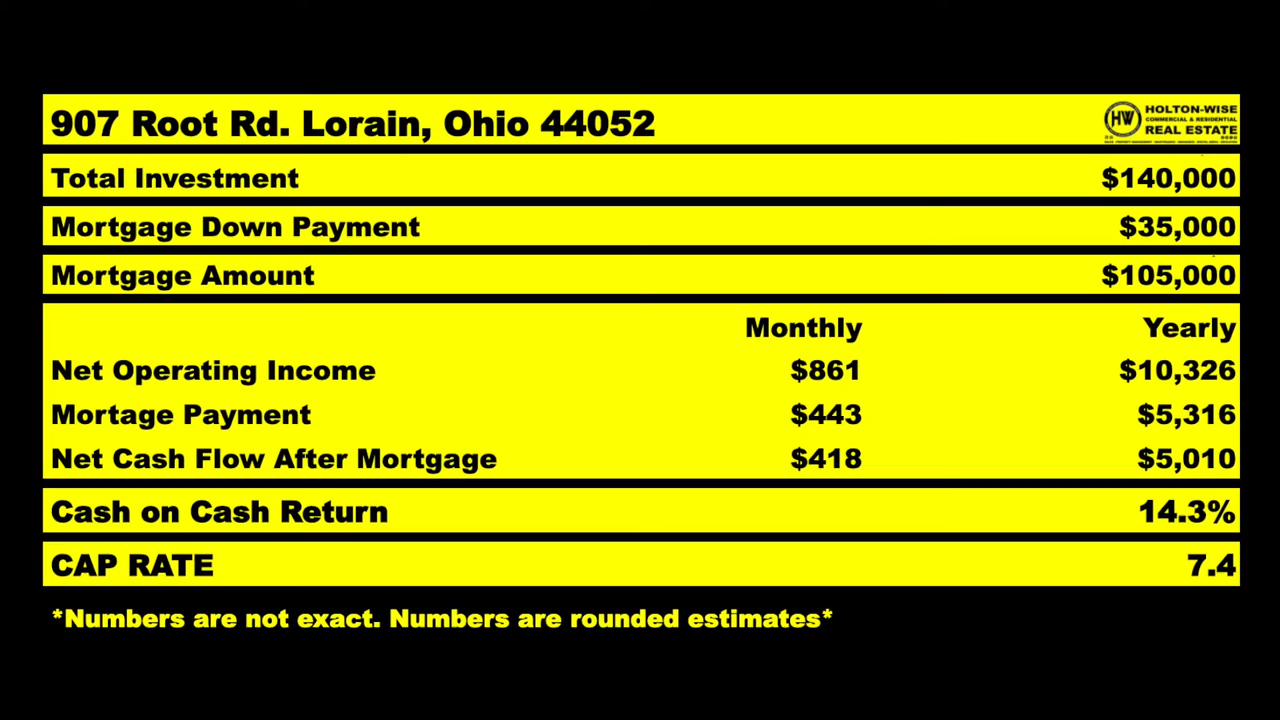 907 Root Rd. Lorain, Ohio 44052
HOLTON-WISE
COMMERCIAL & RESIDENTIAL
REAL ESTATE
HW
Total Investment $140,000
Mortgage Down Payment $35,000
Mortgage Amount $105,000
Monthly Yearly
Net Operating Income $861 $10,326
Mortage Payment $443 $5,316
Net Cash Flow After Mortgage $418 $5,010
Cash on Cash Return 14.3%
CAP RATE 7.4
*Numbers are not exact. Numbers are rounded estimates*